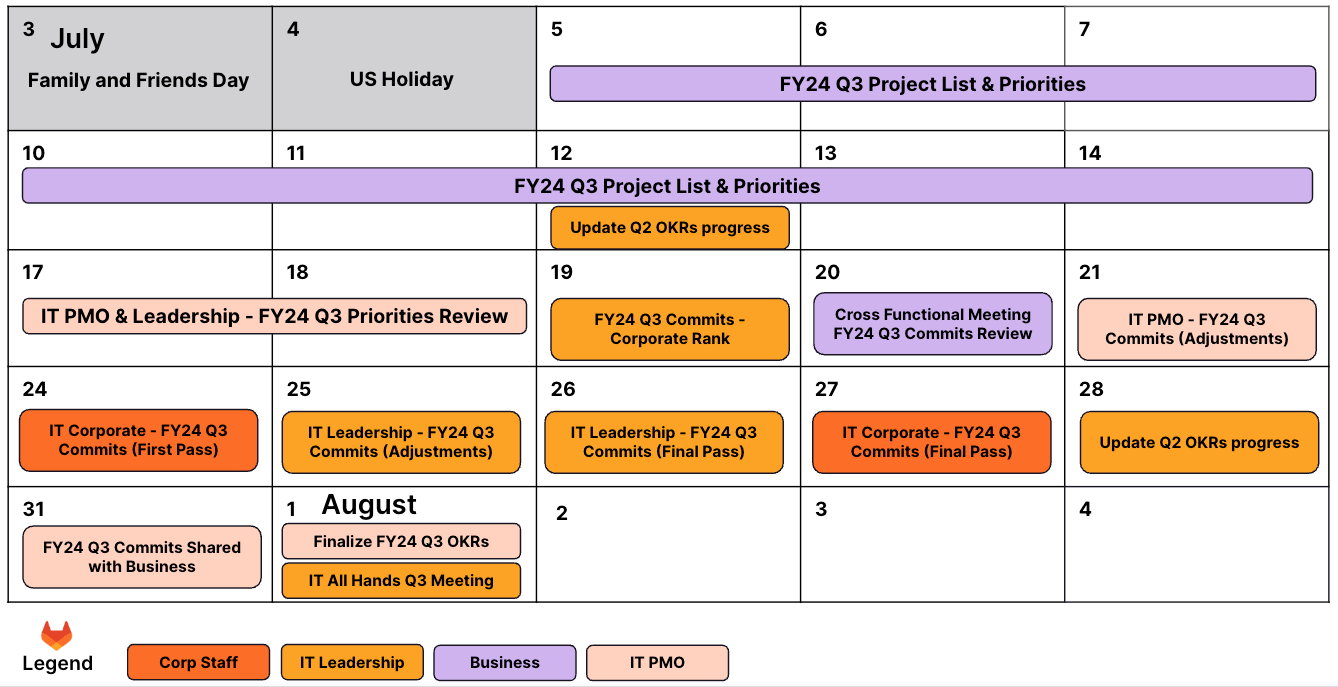 3 July
Family and Friends Day
4
US Holiday
5
6
7
FY24 Q3 Project List & Priorities
10
11
12
13
14
FY24 Q3 Project List & Priorities
Update Q2 OKRs progress
17
18
19
20
21
IT PMO & Leadership - FY24 Q3 Priorities Review
FY24 Q3 Commits -
Corporate Rank
Cross Functional Meeting
FY24 Q3 Commits Review
IT PMO - FY24 Q3
Commits (Adjustments)
24
25
26
27
28
IT Corporate - FY24 Q3
Commits (First Pass)
IT Leadership - FY24 Q3
Commits (Adjustments)
IT Leadership - FY24 Q3
Commits (Final Pass)
IT Corporate - FY24 Q3
Commits (Final Pass)
Update Q2 OKRs progress
31
1 August
2
3
4
FY24 Q3 Commits Shared
with Business
Finalize FY24 Q3 OKRs
IT All Hands Q3 Meeting
Legend
Corp Staff
IT Leadership
Business
IT PMO